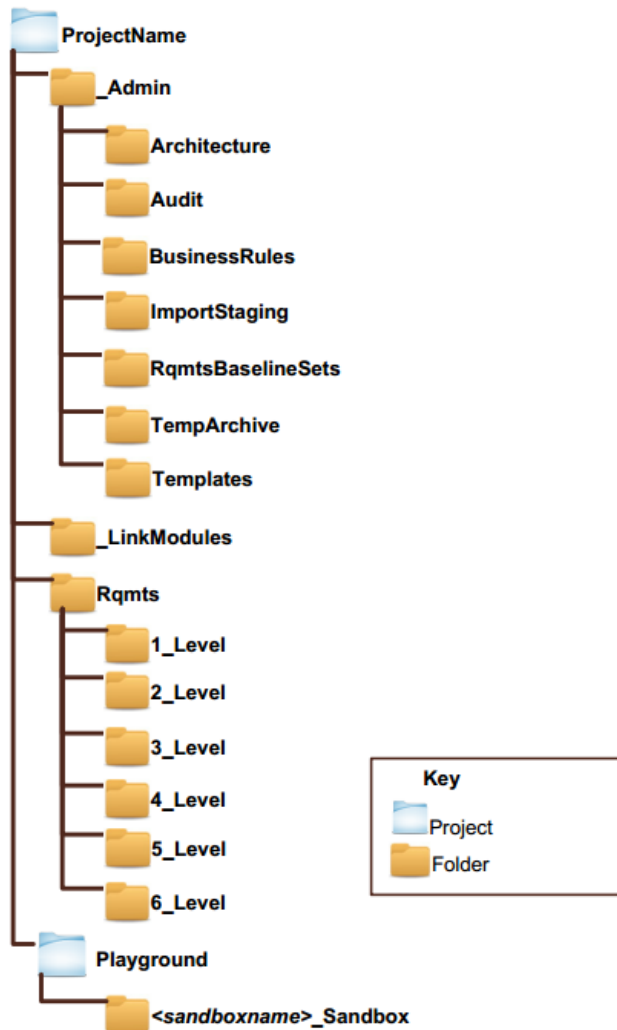 ProjectName
_Admin
Architecture
Audit
BusinessRules
ImportStaging
RqmtsBaselineSets
TempArchive
Templates
_LinkModules
Rqmts
1_Level
2_Level
3_Level
4_Level
5_Level
6_Level
Key
Project
Folder
Playground
<sandboxname>_Sandbox